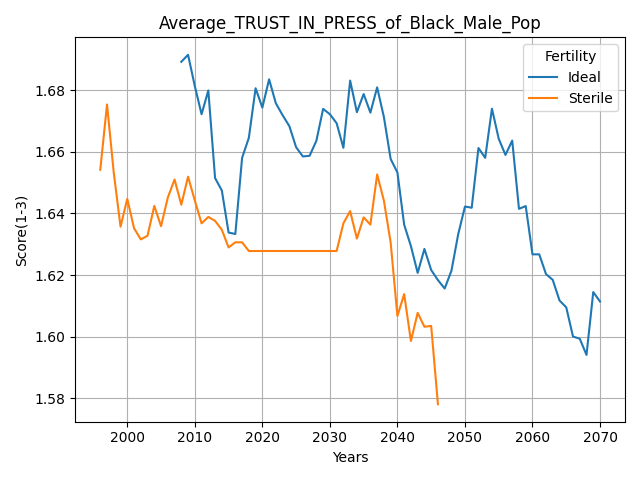 Average_TRUST_IN_PRESS_of_Black_Male_Pop
Fertility
Ideal
Sterile
Score(1-3)
1.68
1.66
1.64
1.62
1.60
1.58
2000 2010 2020 2030 2040 2050 2060 2070
Years